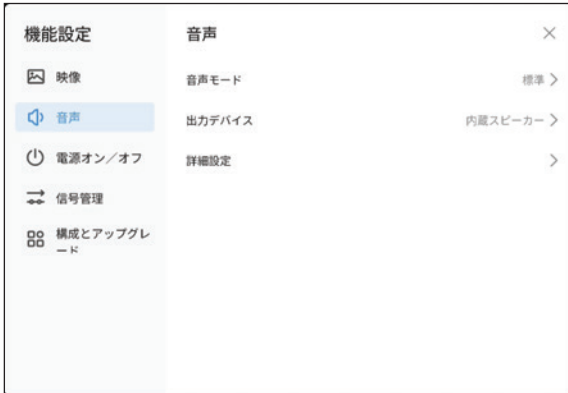 機能設定
映像
音声
電源オン／オフ
信号管理
構成とアップグレ
ード
音声
音声モード 標準
出力デバイス 内蔵スピーカー
詳細設定